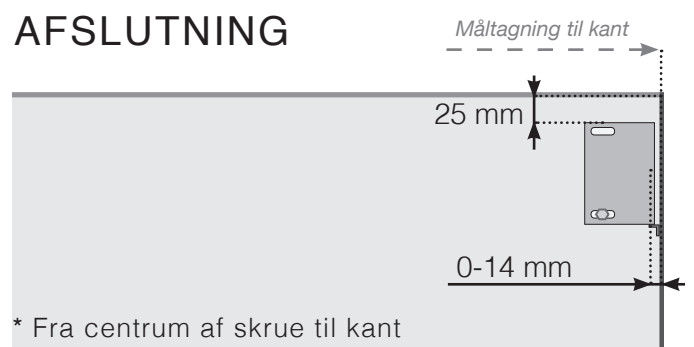 AFSLUTNING
Måltagning til kant
25 mm
0-14 mm
* Fra centrum af skrue til kant